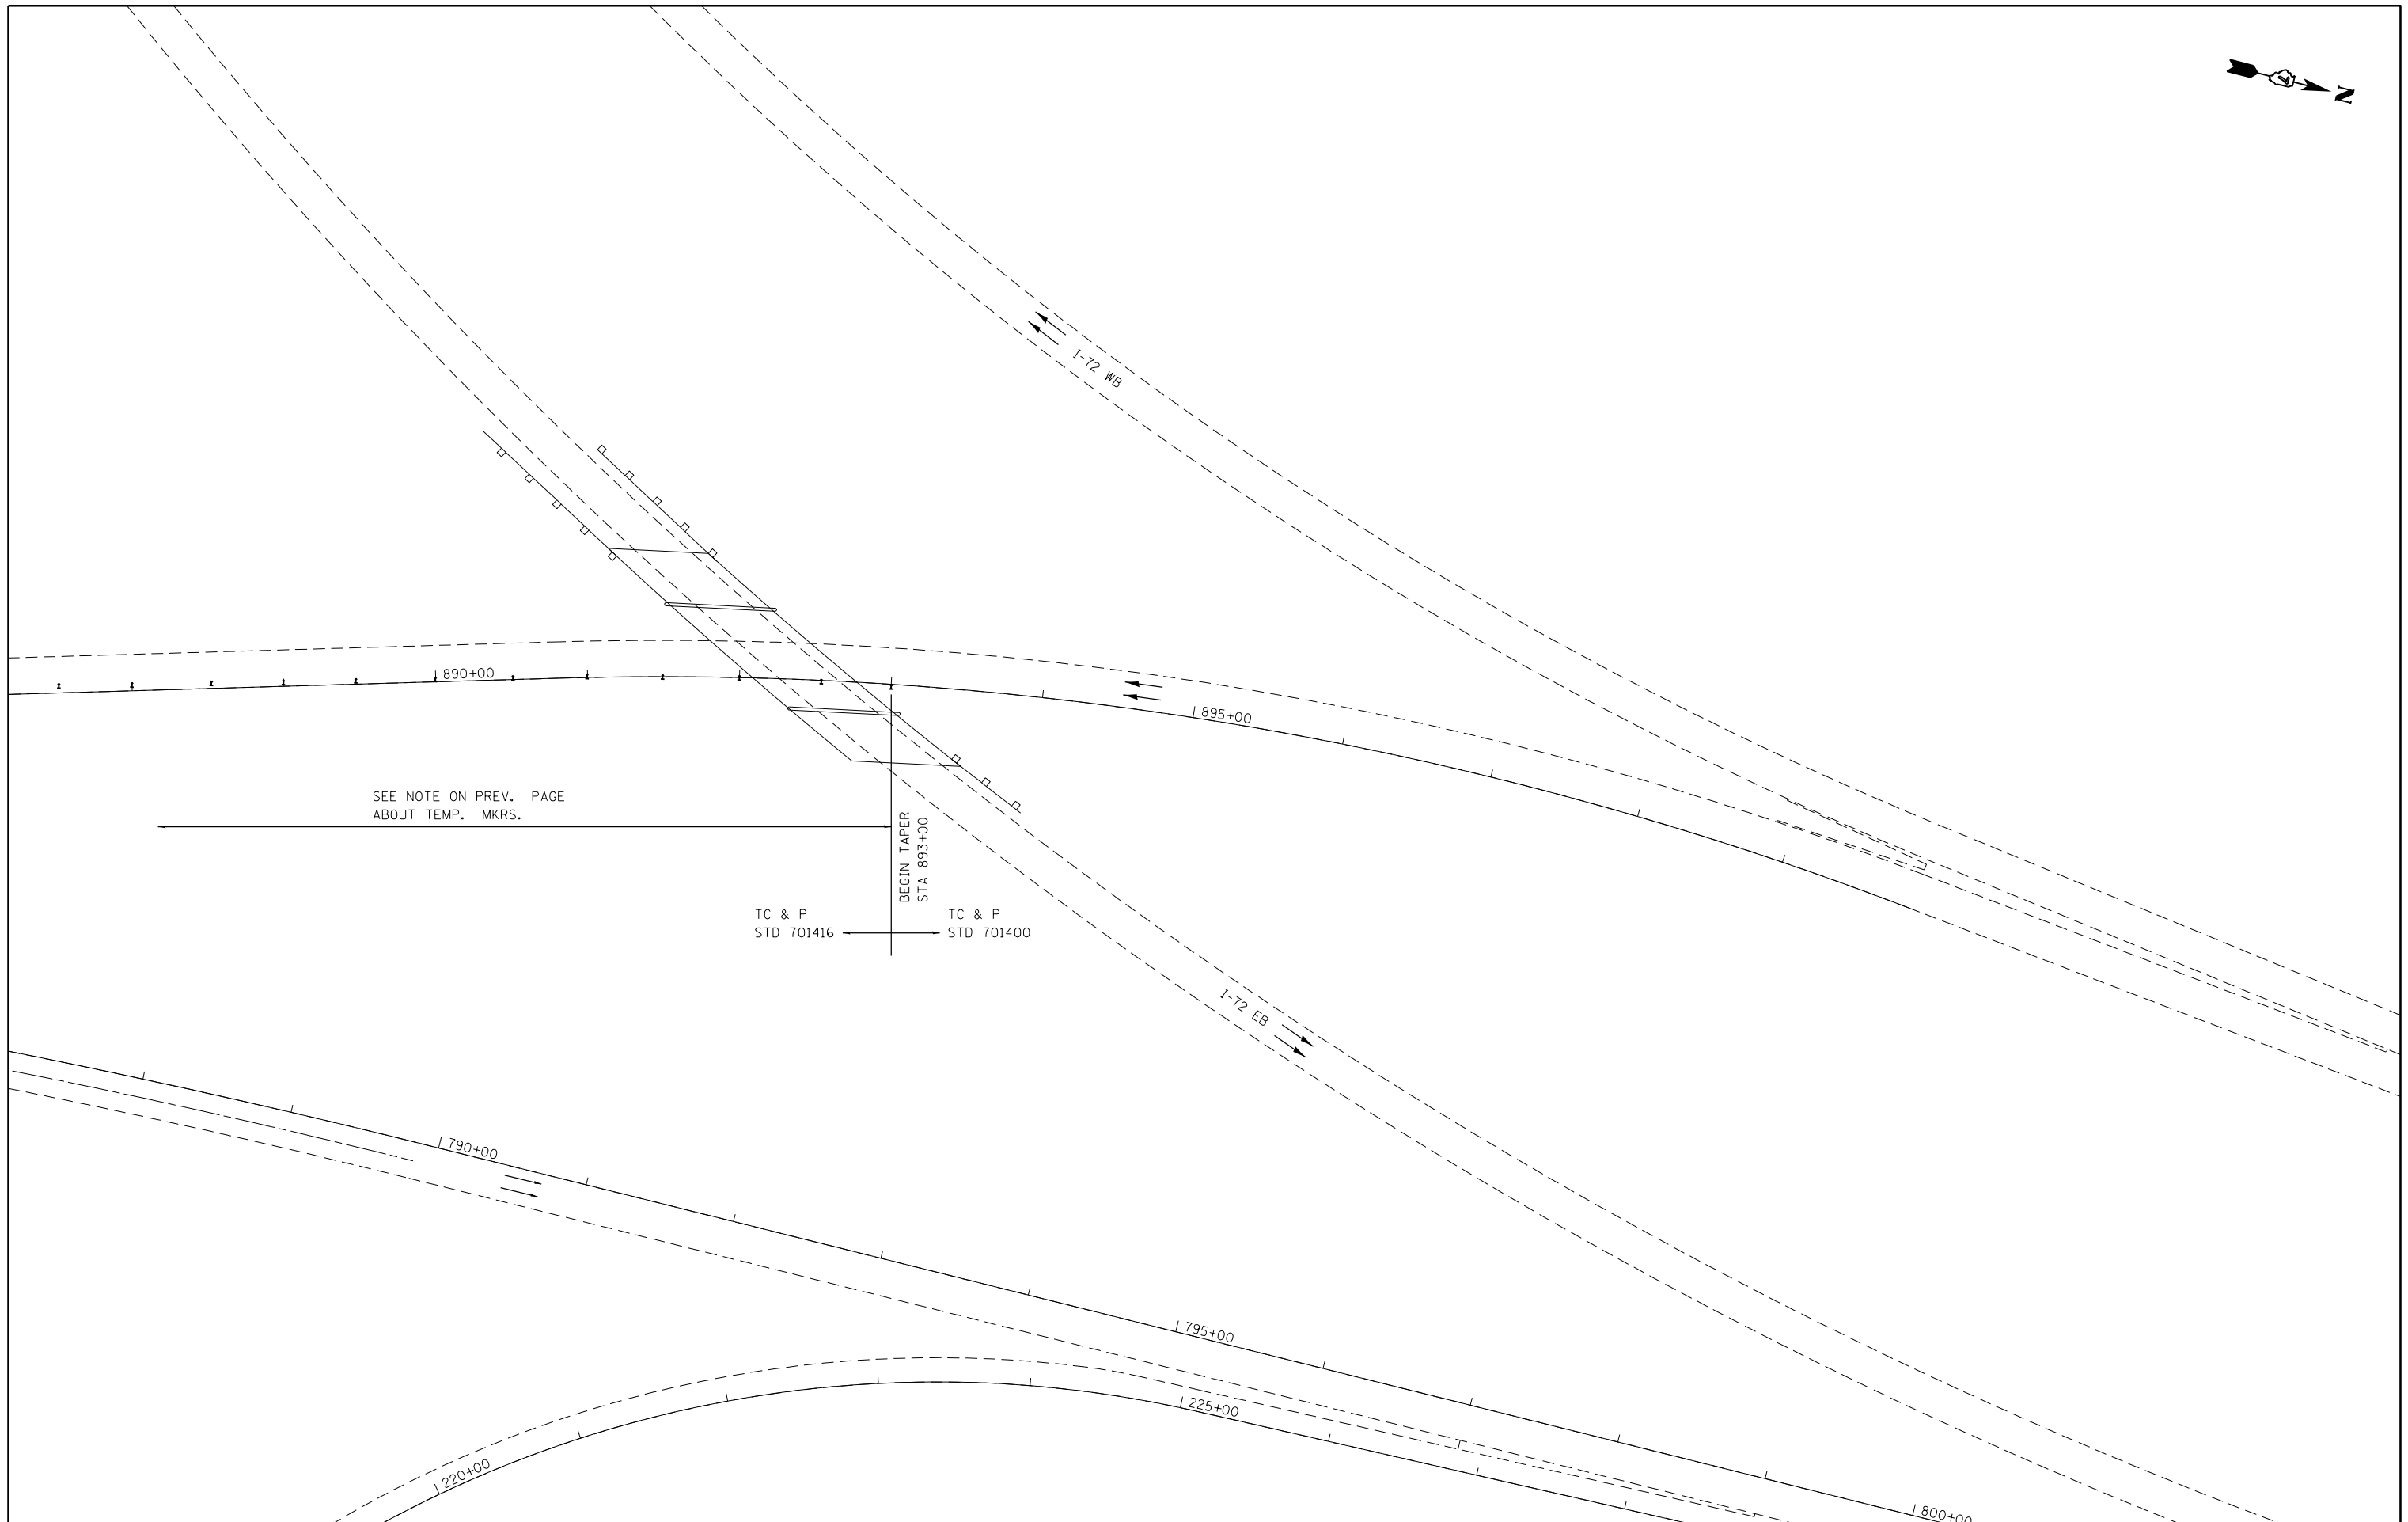 N
I-72 WB
890+00
895+00
SEE NOTE ON PREV. PAGE
ABOUT TEMP. MKRS.
BEGIN TAPER
STA 893+00
TC & P
STD 701416
TC & P
STD 701400
I-72 EB
790+00
795+00
225+00
220+00
800+00